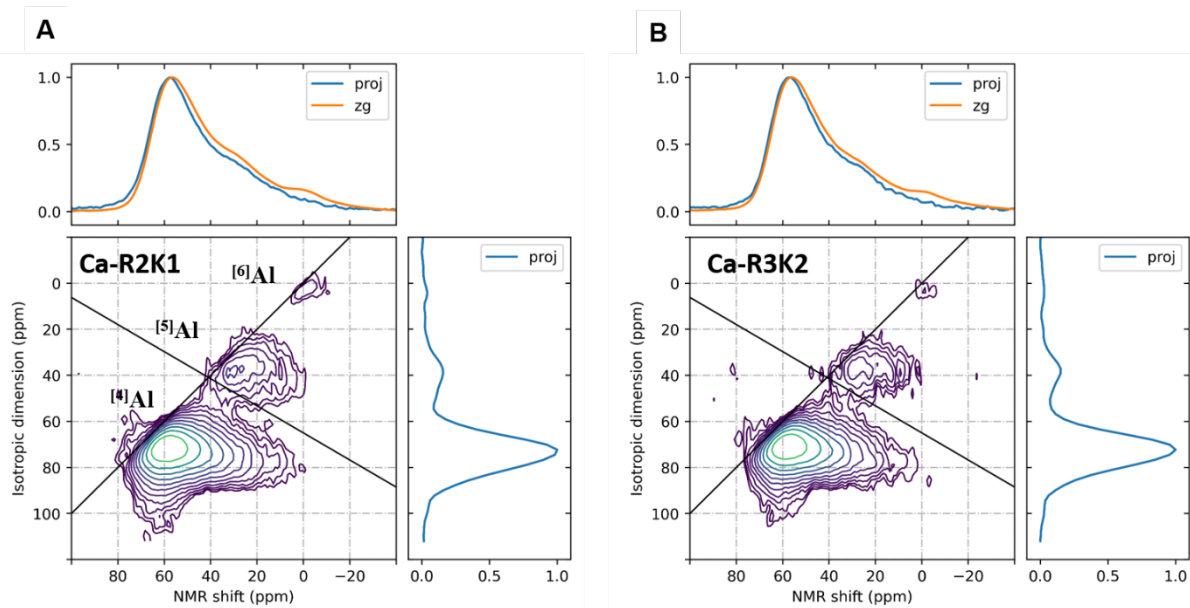 A
1.0
0.5
0.0
proj
zg
Ca-R2K1
[6]Al
[5]Al
[4]Al
0
20
40
60
80
100
Isotropic dimension (ppm)
80 60 40 20 0 −20
NMR shift (ppm)
proj
0.0 0.5 1.0
B
1.0
0.5
0.0
proj
zg
Ca-R3K2
0
20
40
60
80
100
Isotropic dimension (ppm)
80 60 40 20 0 −20
NMR shift (ppm)
proj
0.0 0.5 1.0